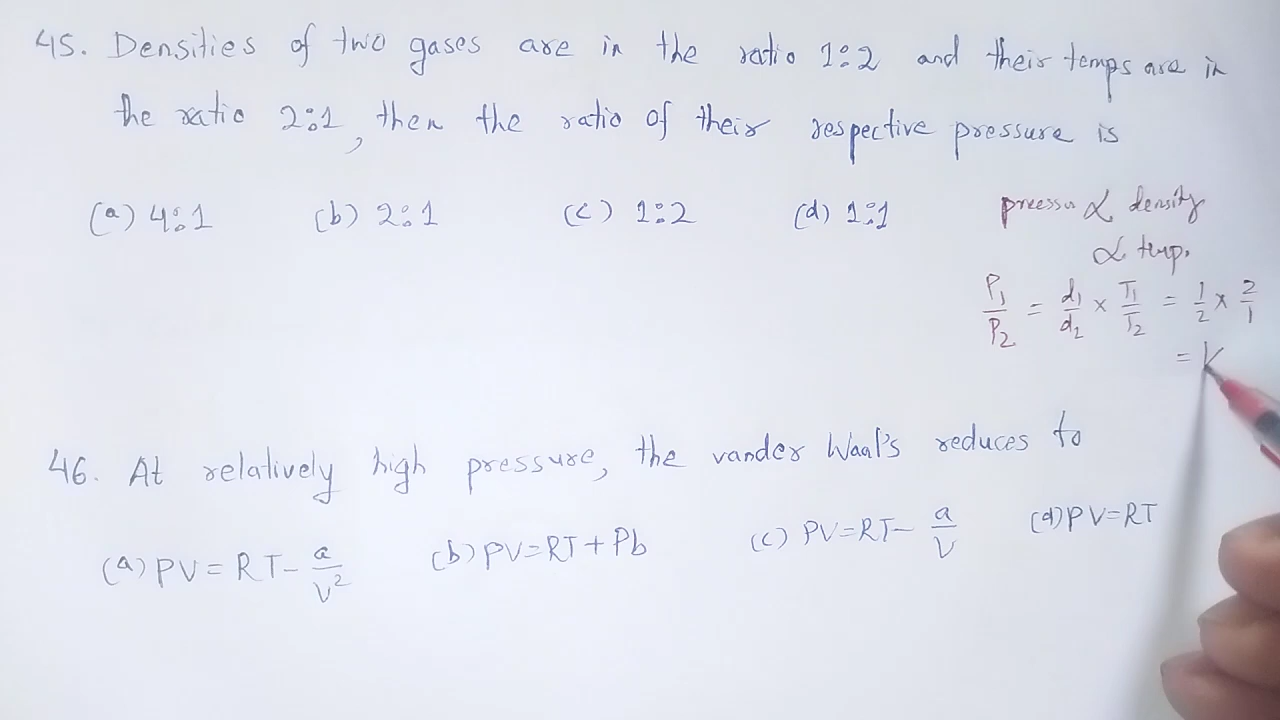 45. Densities of two gases are in the ratio 1:2 and their temps are in
the ratio 2:1, then the ratio of their respective pressure is
(a) 4:1 (b) 2:1 (c) 1:2 (d) 1:1
∝ density
∝ temp.
P1/P2 = d1/d2 × T1/T2 = 1/2 × 2/1
=
46. At relatively high pressure, the vander Waal's reduces to
(a) PV = RT - a/V² (b) PV = RT + Pb (c) PV = RT - a/V (d) PV = RT